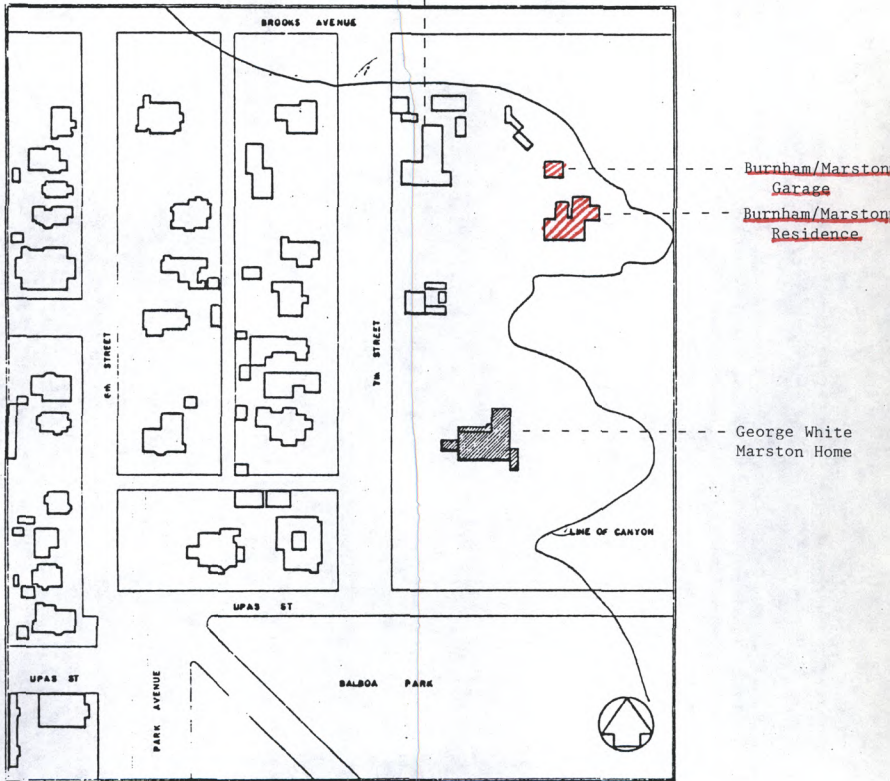 BROOKS AVENUE
Burnham/Marston
Garage
Burnham/Marston
Residence
6th STREET
7th STREET
George White
Marston Home
LINE OF CANYON
UPAS ST
UPAS ST
PARK AVENUE
BALBOA PARK